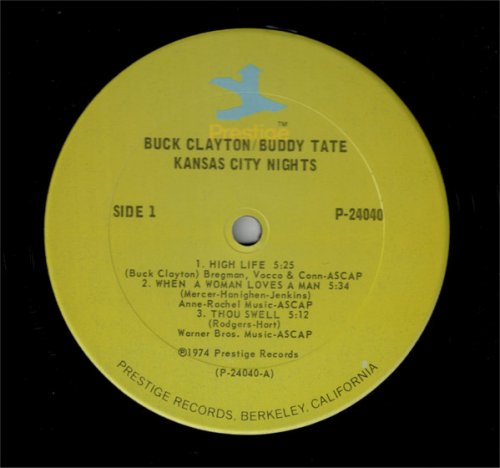 Prestige ™
BUCK CLAYTON/BUDDY TATE
KANSAS CITY NIGHTS
SIDE 1
P-24040
1. HIGH LIFE 5:25
(Buck Clayton) Bregman, Vocco & Conn-ASCAP
2. WHEN A WOMAN LOVES A MAN 5:34
(Mercer-Hanighen-Jenkins)
Anne-Rachel Music-ASCAP
3. THOU SWELL 5:12
(Rodgers-Hart)
Warner Bros. Music-ASCAP
℗1974 Prestige Records
(P-24040-A)
PRESTIGE RECORDS, BERKELEY, CALIFORNIA